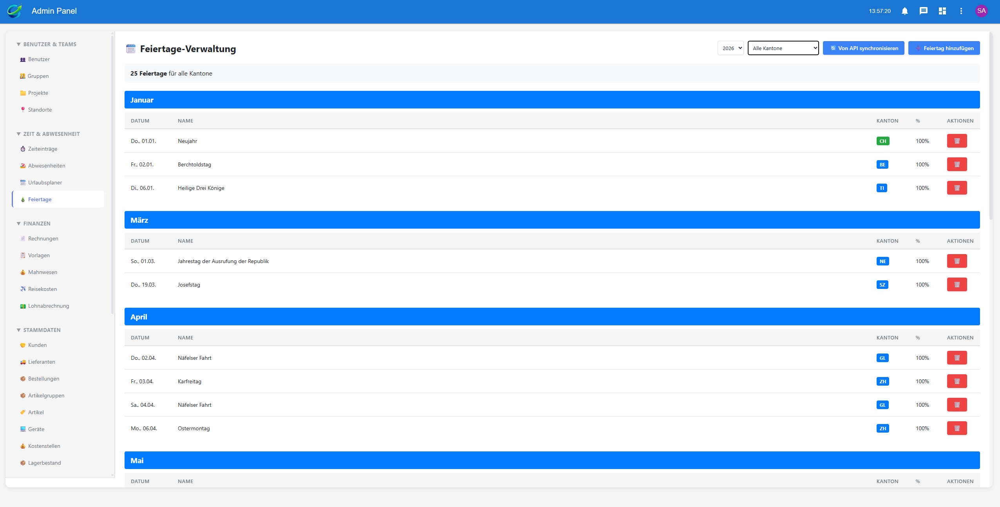 Admin Panel
13:57:20
SA
▼ BENUTZER & TEAMS
Benutzer
Gruppen
Projekte
Standorte
▼ ZEIT & ABWESENHEIT
Zeiteinträge
Abwesenheiten
Urlaubsplaner
Feiertage
▼ FINANZEN
Rechnungen
Vorlagen
Mahnwesen
Reisekosten
Lohnabrechnung
▼ STAMMDATEN
Kunden
Lieferanten
Bestellungen
Artikelgruppen
Artikel
Geräte
Kostenstellen
Lagerbestand
Feiertage-Verwaltung
2026
Alle Kantone
Von API synchronisieren
Feiertag hinzufügen
25 Feiertage für alle Kantone
Januar
DATUM NAME KANTON % AKTIONEN
Do., 01.01. Neujahr CH 100%
Fr., 02.01. Berchtoldstag BE 100%
Di., 06.01. Heilige Drei Könige TI 100%
März
DATUM NAME KANTON % AKTIONEN
So., 01.03. Jahrestag der Ausrufung der Republik NE 100%
Do., 19.03. Josefstag SZ 100%
April
DATUM NAME KANTON % AKTIONEN
Do., 02.04. Näfelser Fahrt GL 100%
Fr., 03.04. Karfreitag ZH 100%
Sa., 04.04. Näfelser Fahrt GL 100%
Mo., 06.04. Ostermontag ZH 100%
Mai
DATUM NAME KANTON % AKTIONEN